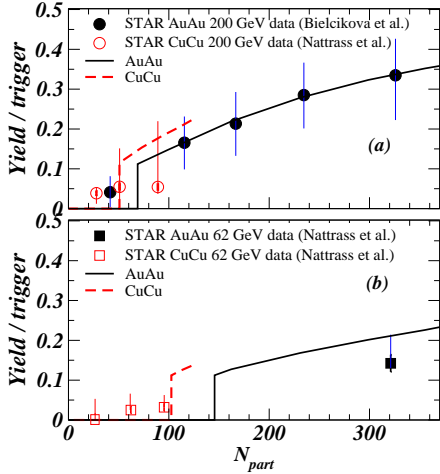 0.5
STAR AuAu 200 GeV data (Bielcikova et al.)
0.4
STAR CuCu 200 GeV data (Nattrass et al.)
AuAu
0.3
CuCu
0.2
Yield / trigger
0.1
(a)
0
0.5
STAR AuAu 62 GeV data (Nattrass et al.)
0.4
STAR CuCu 62 GeV data (Nattrass et al.)
AuAu
0.3
CuCu
(b)
0.2
Yield / trigger
0.1
0
0 100 200 300
N_part